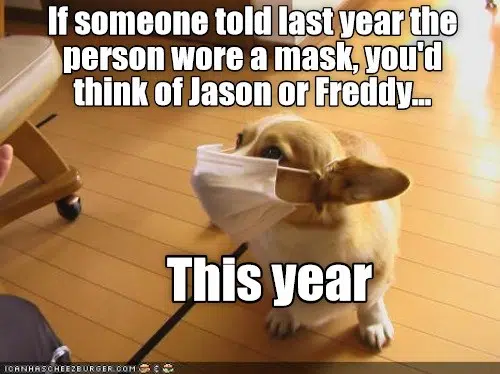 If someone told last year the
person wore a mask, you'd
think of Jason or Freddy...
This year
ICANHASCHEEZBURGER.COM